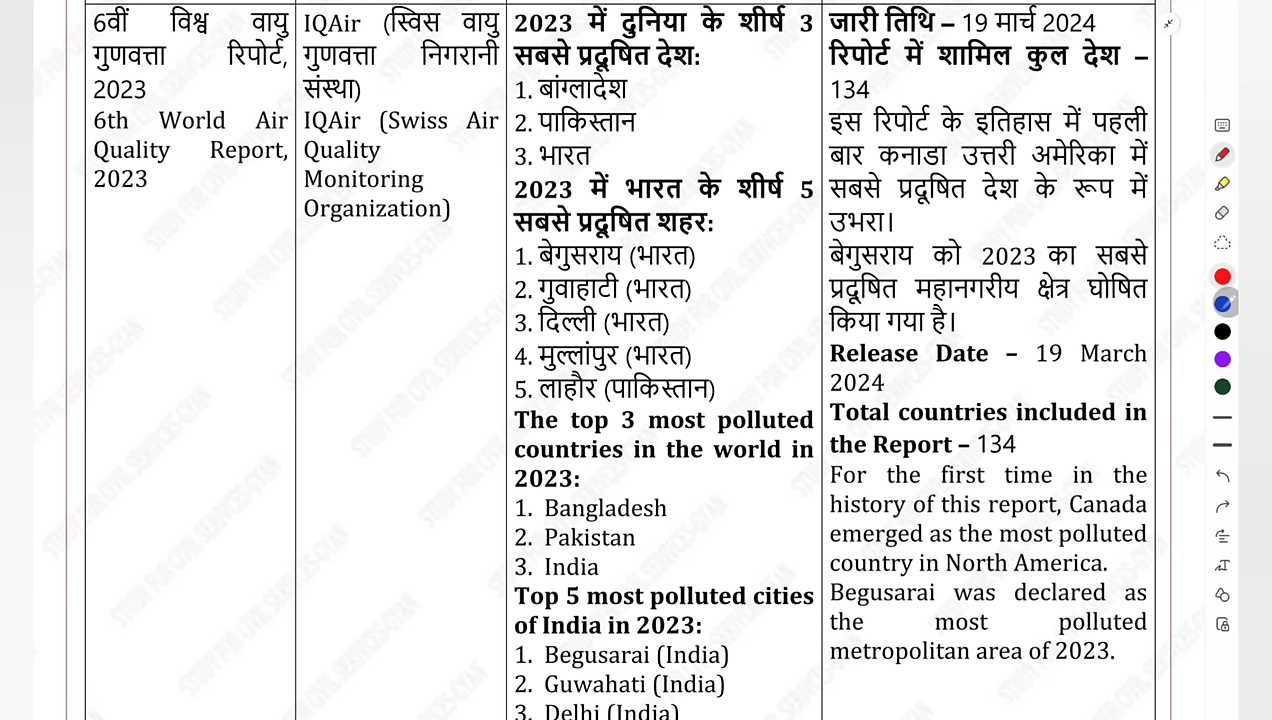 6वीं विश्व वायु
गुणवत्ता रिपोर्ट,
2023
6th World Air
Quality Report,
2023
IQAir (स्विस वायु
गुणवत्ता निगरानी
संस्था)
IQAir (Swiss Air
Quality
Monitoring
Organization)
2023 में दुनिया के शीर्ष 3
सबसे प्रदूषित देश:
1. बांग्लादेश
2. पाकिस्तान
3. भारत
2023 में भारत के शीर्ष 5
सबसे प्रदूषित शहर:
1. बेगुसराय (भारत)
2. गुवाहाटी (भारत)
3. दिल्ली (भारत)
4. मुल्लांपुर (भारत)
5. लाहौर (पाकिस्तान)
The top 3 most polluted
countries in the world in
2023:
1. Bangladesh
2. Pakistan
3. India
Top 5 most polluted cities
of India in 2023:
1. Begusarai (India)
2. Guwahati (India)
3. Delhi (India)
जारी तिथि – 19 मार्च 2024
रिपोर्ट में शामिल कुल देश –
134
इस रिपोर्ट के इतिहास में पहली
बार कनाडा उत्तरी अमेरिका में
सबसे प्रदूषित देश के रूप में
उभरा।
बेगुसराय को 2023 का सबसे
प्रदूषित महानगरीय क्षेत्र घोषित
किया गया है।
Release Date – 19 March
2024
Total countries included in
the Report – 134
For the first time in the
history of this report, Canada
emerged as the most polluted
country in North America.
Begusarai was declared as
the most polluted
metropolitan area of 2023.